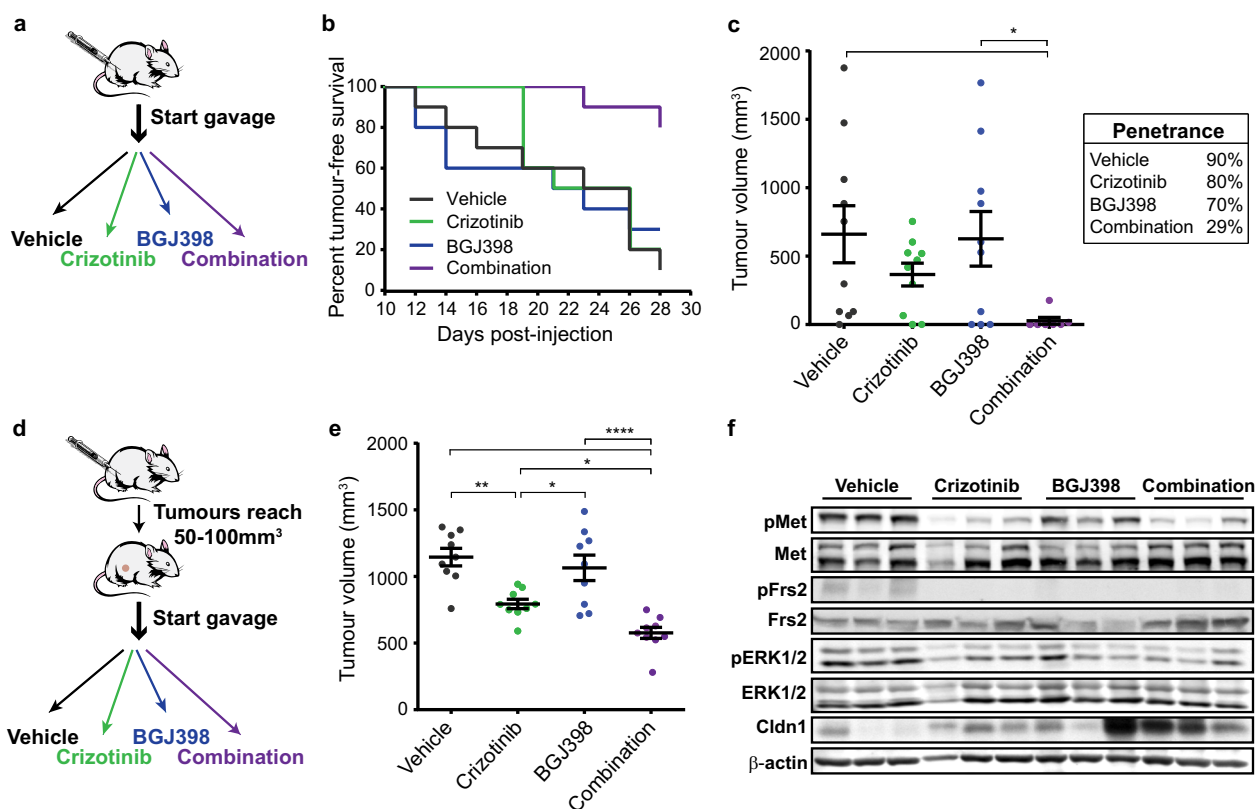 a
Start gavage
Vehicle
Crizotinib
BGJ398
Combination
b
Percent tumour-free survival
100
80
60
40
20
0
Vehicle
Crizotinib
BGJ398
Combination
10 12 14 16 18 20 22 24 26 28 30
Days post-injection
c
*
Tumour volume (mm³)
2000
1500
1000
500
0
Vehicle
Crizotinib
BGJ398
Combination
Penetrance
Vehicle 90%
Crizotinib 80%
BGJ398 70%
Combination 29%
d
Tumours reach
50-100mm³
Start gavage
Vehicle
Crizotinib
BGJ398
Combination
e
****
*
** *
Tumour volume (mm³)
2000
1500
1000
500
0
Vehicle
Crizotinib
BGJ398
Combination
f
Vehicle Crizotinib BGJ398 Combination
pMet
Met
pFrs2
Frs2
pERK1/2
ERK1/2
Cldn1
β-actin